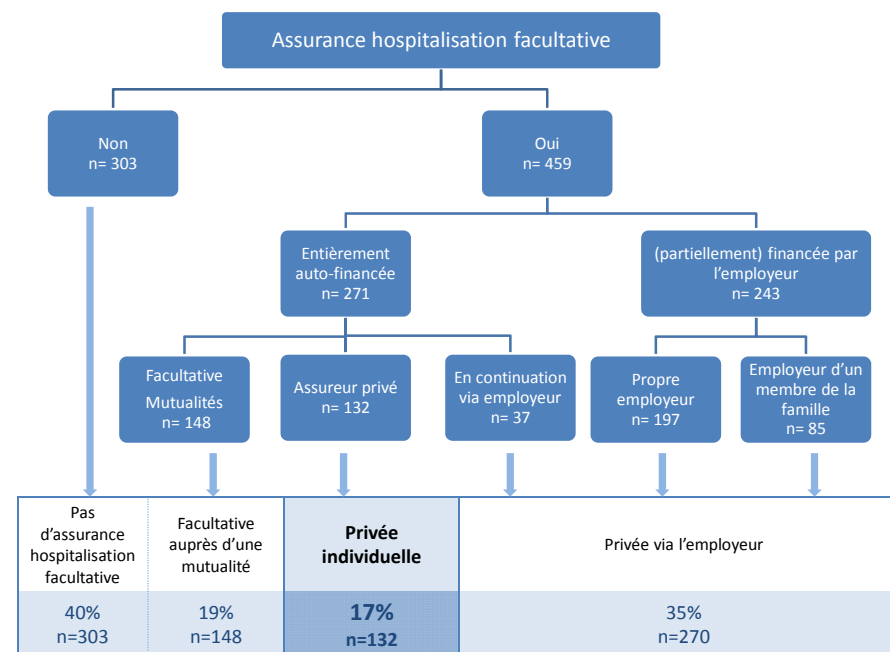 Assurance hospitalisation facultative
Non
n= 303
Oui
n= 459
Entièrement
auto-financée
n= 271
(partiellement) financée par
l’employeur
n= 243
Facultative
Mutualités
n= 148
Assureur privé
n= 132
En continuation
via employeur
n= 37
Propre
employeur
n= 197
Employeur d’un
membre de la
famille
n= 85
Pas
d’assurance
hospitalisation
facultative
Facultative
auprès d’une
mutualité
Privée
individuelle
Privée via l’employeur
40%
n=303
19%
n=148
17%
n=132
35%
n=270